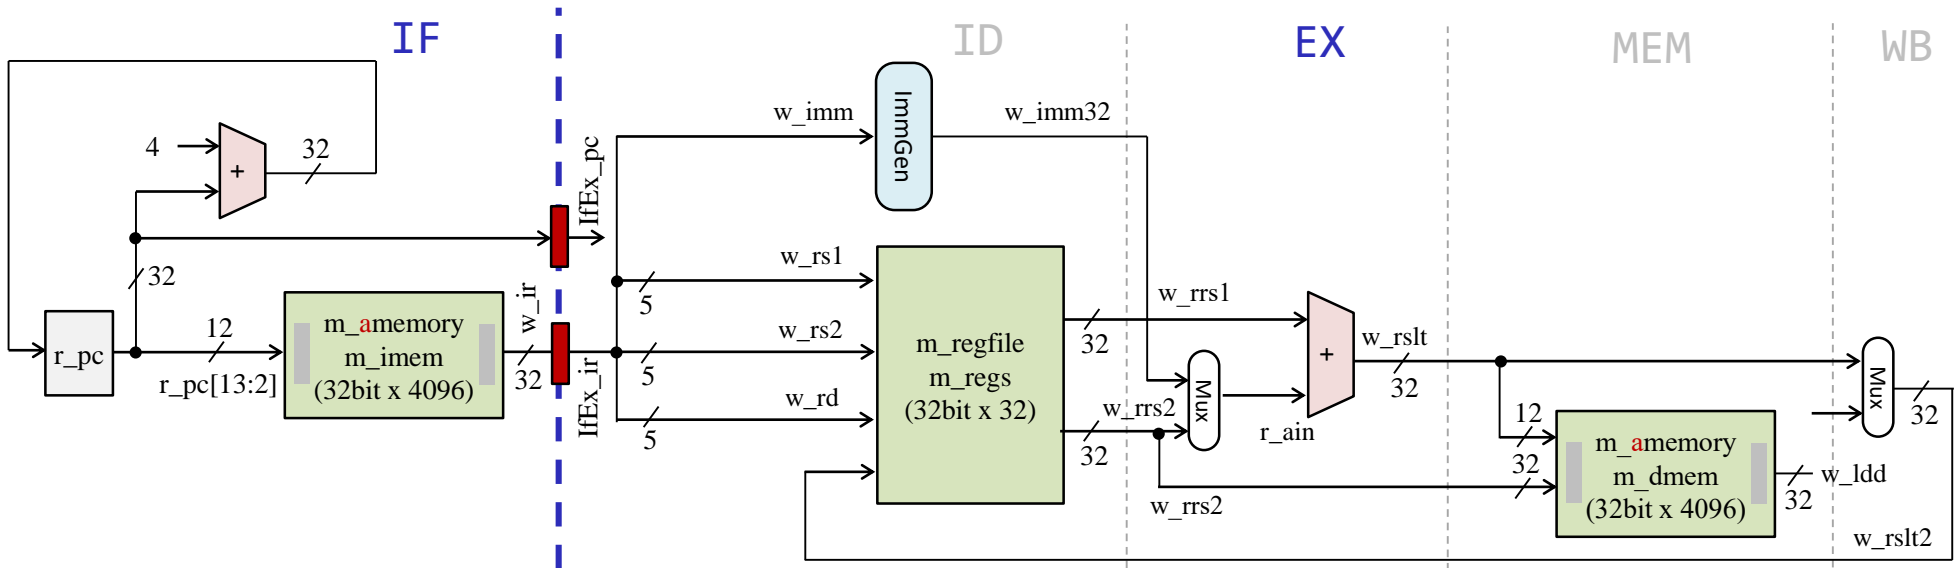 IF
ID
EX
MEM
WB
4
+
32
32
r_pc
12
r_pc[13:2]
m_amemory
m_imem
(32bit x 4096)
w_ir
32
IfEx_pc
IfEx_ir
w_imm
ImmGen
w_imm32
w_rs1
5
w_rs2
5
w_rd
5
m_regfile
m_regs
(32bit x 32)
32
w_rrs1
w_rrs2
32
Mux
r_ain
w_rrs2
+
w_rslt
32
12
32
m_amemory
m_dmem
(32bit x 4096)
32
w_ldd
Mux
32
w_rslt2